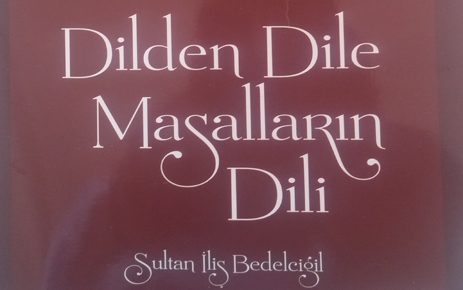 Dilden Dile
Masalların
Dili
Sultan İliş Bedelcigil